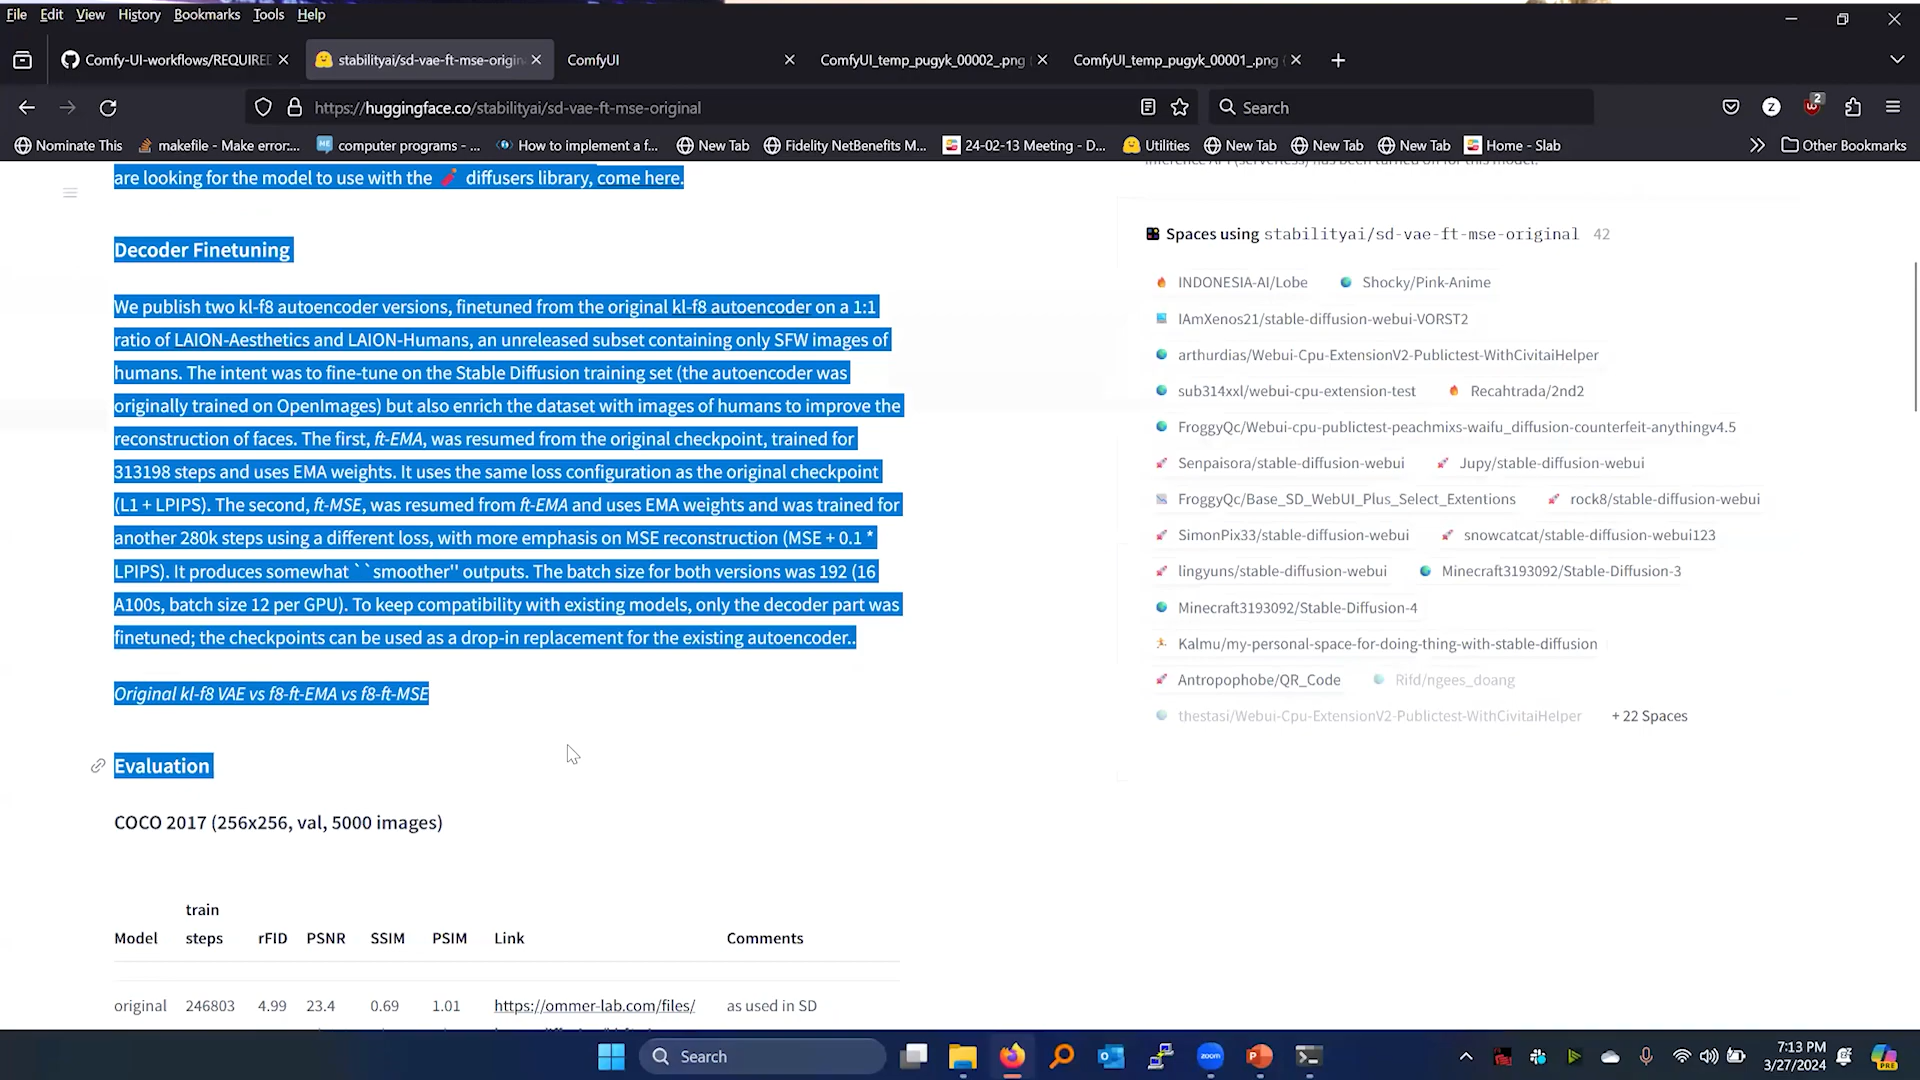 File Edit View History Bookmarks Tools Help
Comfy-UI-workflows/REQUIRED
stabilityai/sd-vae-ft-mse-origin
ComfyUI
ComfyUI_temp_pugyk_00002_.png
ComfyUI_temp_pugyk_00001_.png
https://huggingface.co/stabilityai/sd-vae-ft-mse-original
Search
Z
2
Nominate This
makefile - Make error:...
computer programs - ...
How to implement a f...
New Tab
Fidelity NetBenefits M...
24-02-13 Meeting - D...
Utilities
New Tab
New Tab
New Tab
Home - Slab
Other Bookmarks
are looking for the model to use with the 🧨 diffusers library, come here.
Decoder Finetuning
We publish two kl-f8 autoencoder versions, finetuned from the original kl-f8 autoencoder on a 1:1
ratio of LAION-Aesthetics and LAION-Humans, an unreleased subset containing only SFW images of
humans. The intent was to fine-tune on the Stable Diffusion training set (the autoencoder was
originally trained on OpenImages) but also enrich the dataset with images of humans to improve the
reconstruction of faces. The first, ft-EMA, was resumed from the original checkpoint, trained for
313198 steps and uses EMA weights. It uses the same loss configuration as the original checkpoint
(L1 + LPIPS). The second, ft-MSE, was resumed from ft-EMA and uses EMA weights and was trained for
another 280k steps using a different loss, with more emphasis on MSE reconstruction (MSE + 0.1 *
LPIPS). It produces somewhat ``smoother'' outputs. The batch size for both versions was 192 (16
A100s, batch size 12 per GPU). To keep compatibility with existing models, only the decoder part was
finetuned; the checkpoints can be used as a drop-in replacement for the existing autoencoder..
Original kl-f8 VAE vs f8-ft-EMA vs f8-ft-MSE
Evaluation
COCO 2017 (256x256, val, 5000 images)
train
Model steps rFID PSNR SSIM PSIM Link Comments
original 246803 4.99 23.4 0.69 1.01 https://ommer-lab.com/files/ as used in SD
Inference API (serverless) has been turned off for this model.
Spaces using stabilityai/sd-vae-ft-mse-original 42
INDONESIA-AI/Lobe Shocky/Pink-Anime
IAmXenos21/stable-diffusion-webui-VORST2
arthurdias/Webui-Cpu-ExtensionV2-Publictest-WithCivitaiHelper
sub314xxl/webui-cpu-extension-test Recahtrada/2nd2
FroggyQc/Webui-cpu-publictest-peachmixs-waifu_diffusion-counterfeit-anythingv4.5
Senpaisora/stable-diffusion-webui Jupy/stable-diffusion-webui
FroggyQc/Base_SD_WebUI_Plus_Select_Extentions rock8/stable-diffusion-webui
SimonPix33/stable-diffusion-webui snowcatcat/stable-diffusion-webui123
lingyuns/stable-diffusion-webui Minecraft3193092/Stable-Diffusion-3
Minecraft3193092/Stable-Diffusion-4
Kalmu/my-personal-space-for-doing-thing-with-stable-diffusion
Antropophobe/QR_Code Rifd/ngees_doang
thestasi/Webui-Cpu-ExtensionV2-Publictest-WithCivitaiHelper + 22 Spaces
Search
zoom
7:13 PM
3/27/2024
PRE